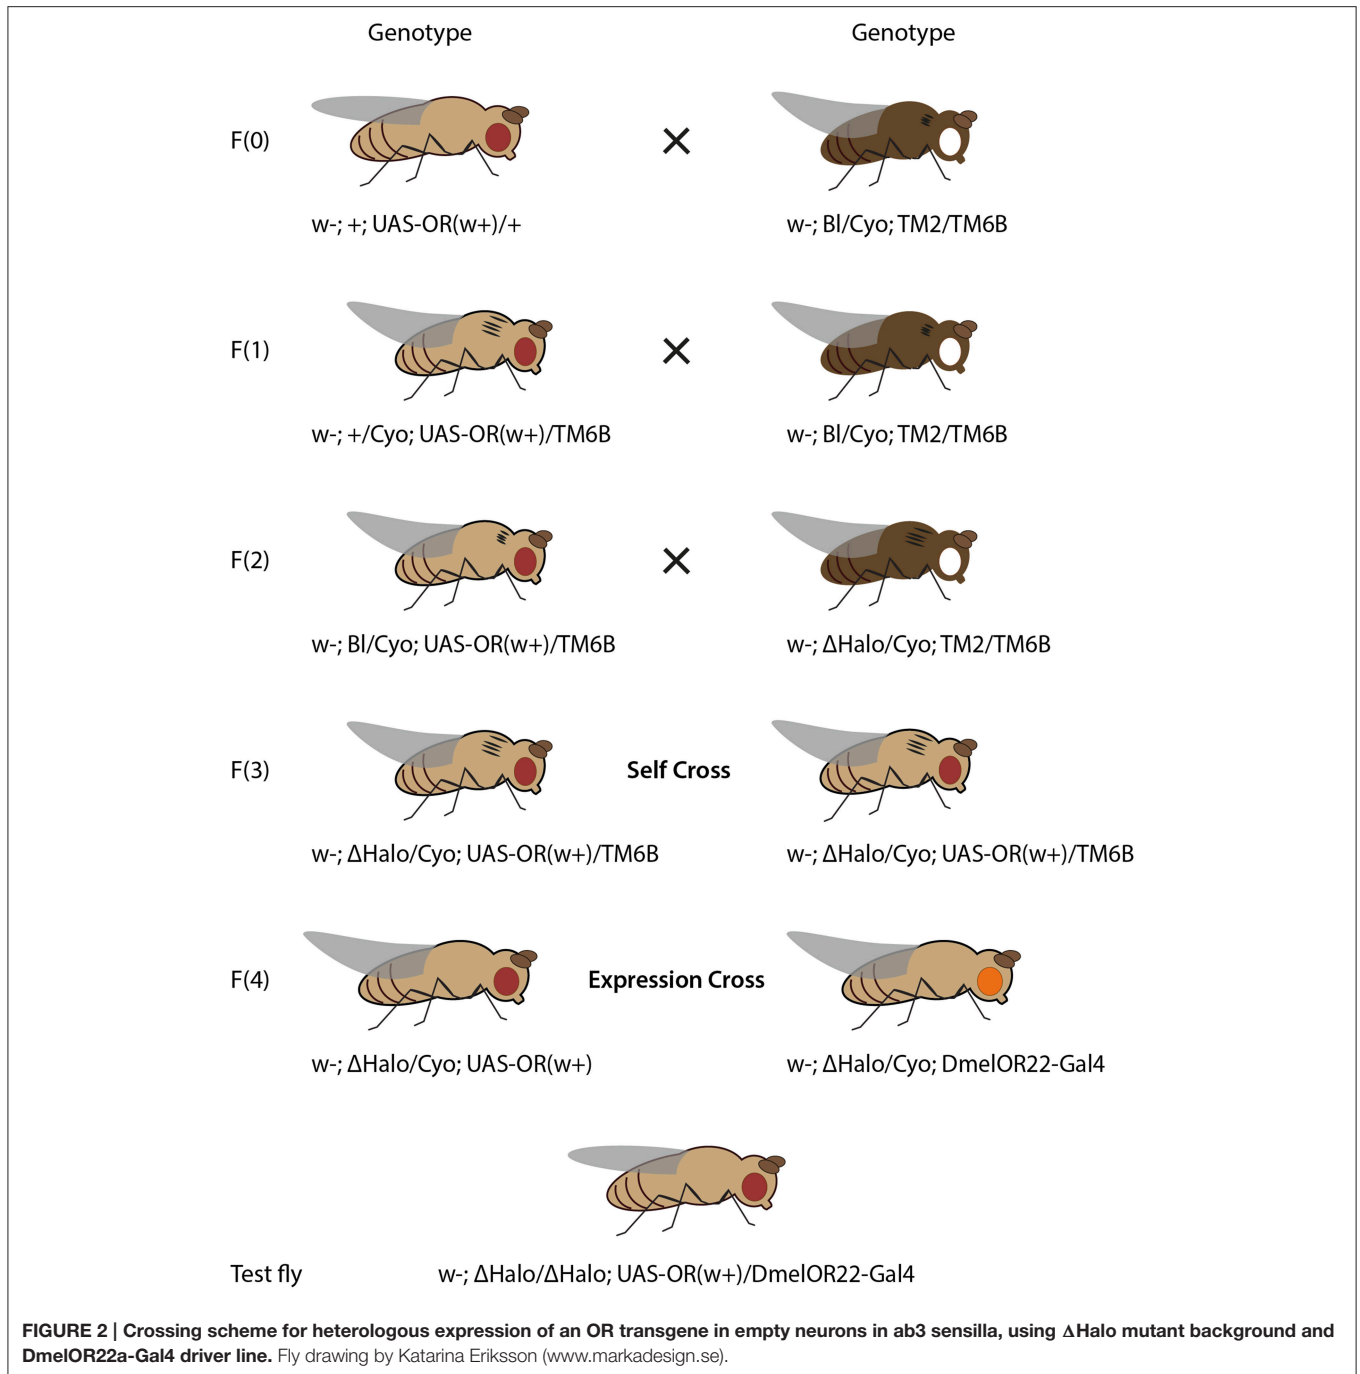 Genotype Genotype
F(0)
w-; +; UAS-OR(w+)/+ w-; Bl/Cyo; TM2/TM6B
F(1)
w-; +/Cyo; UAS-OR(w+)/TM6B w-; Bl/Cyo; TM2/TM6B
F(2)
w-; Bl/Cyo; UAS-OR(w+)/TM6B w-; ΔHalo/Cyo; TM2/TM6B
F(3) Self Cross
w-; ΔHalo/Cyo; UAS-OR(w+)/TM6B w-; ΔHalo/Cyo; UAS-OR(w+)/TM6B
F(4) Expression Cross
w-; ΔHalo/Cyo; UAS-OR(w+) w-; ΔHalo/Cyo; DmelOR22-Gal4
Test fly w-; ΔHalo/ΔHalo; UAS-OR(w+)/DmelOR22-Gal4
FIGURE 2 | Crossing scheme for heterologous expression of an OR transgene in empty neurons in ab3 sensilla, using ΔHalo mutant background and
DmelOR22a-Gal4 driver line. Fly drawing by Katarina Eriksson (www.markadesign.se).